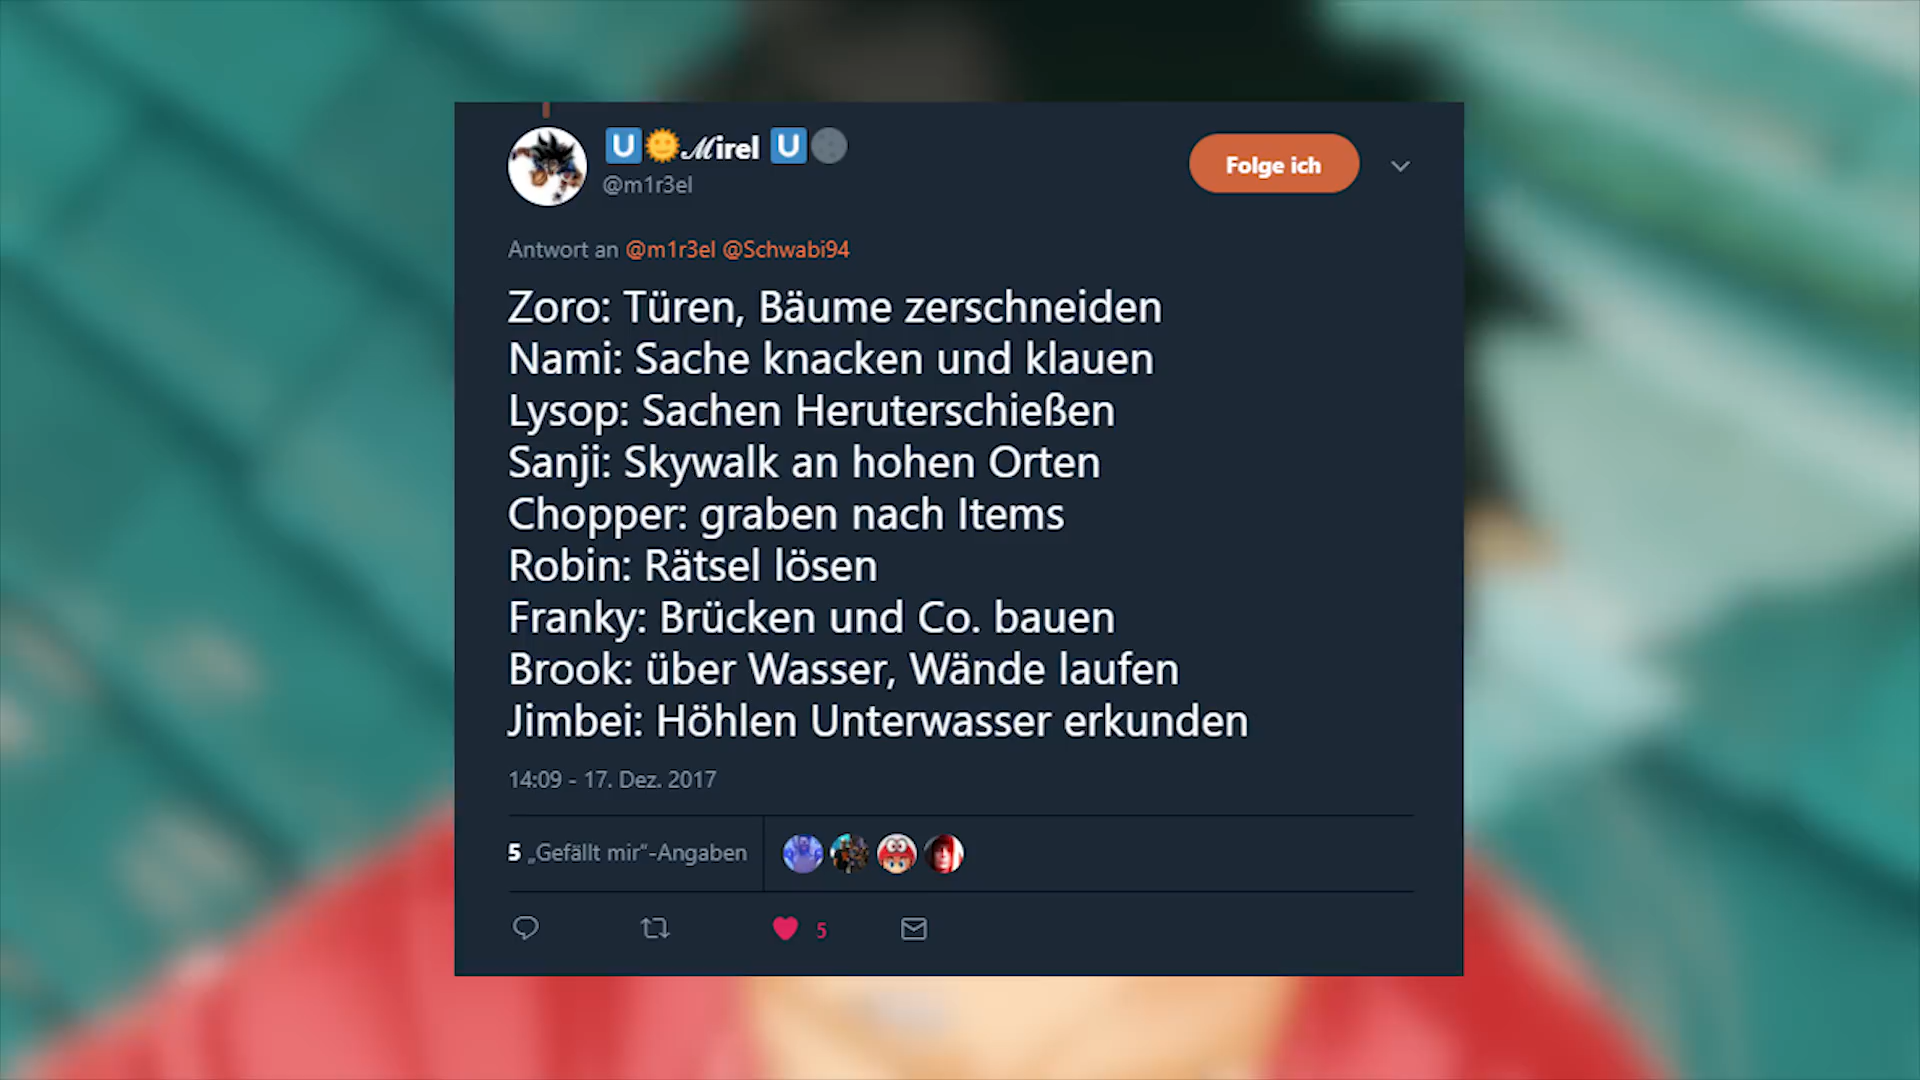 U🌞ℳirel U🌑
@m1r3el
Folge ich
Antwort an @m1r3el @Schwabi94
Zoro: Türen, Bäume zerschneiden
Nami: Sache knacken und klauen
Lysop: Sachen Heruterschießen
Sanji: Skywalk an hohen Orten
Chopper: graben nach Items
Robin: Rätsel lösen
Franky: Brücken und Co. bauen
Brook: über Wasser, Wände laufen
Jimbei: Höhlen Unterwasser erkunden
14:09 - 17. Dez. 2017
5 „Gefällt mir“-Angaben
5